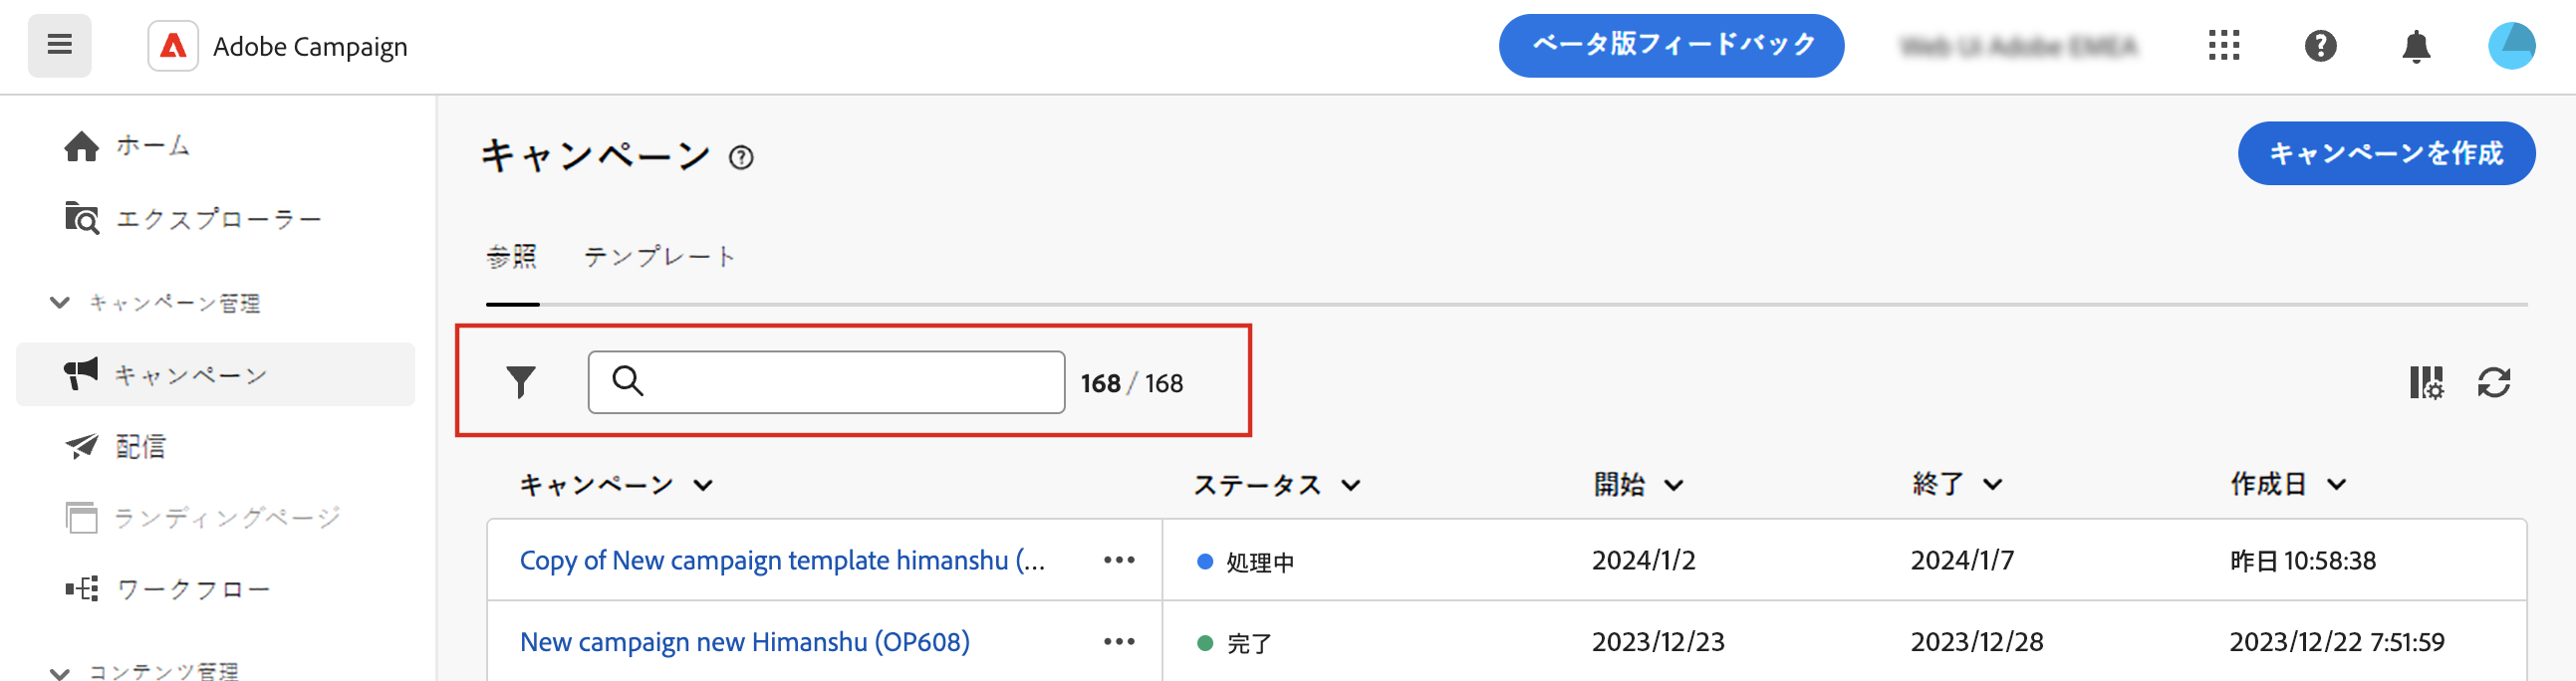 Adobe Campaign
ベータ版フィードバック
ホーム
エクスプローラー
キャンペーン管理
キャンペーン
配信
ランディングページ
ワークフロー
コンテンツ管理
キャンペーン
キャンペーンを作成
参照 テンプレート
168 / 168
キャンペーン ステータス 開始 終了 作成日
Copy of New campaign template himanshu (... 処理中 2024/1/2 2024/1/7 昨日 10:58:38
New campaign new Himanshu (OP608) 完了 2023/12/23 2023/12/28 2023/12/22 7:51:59